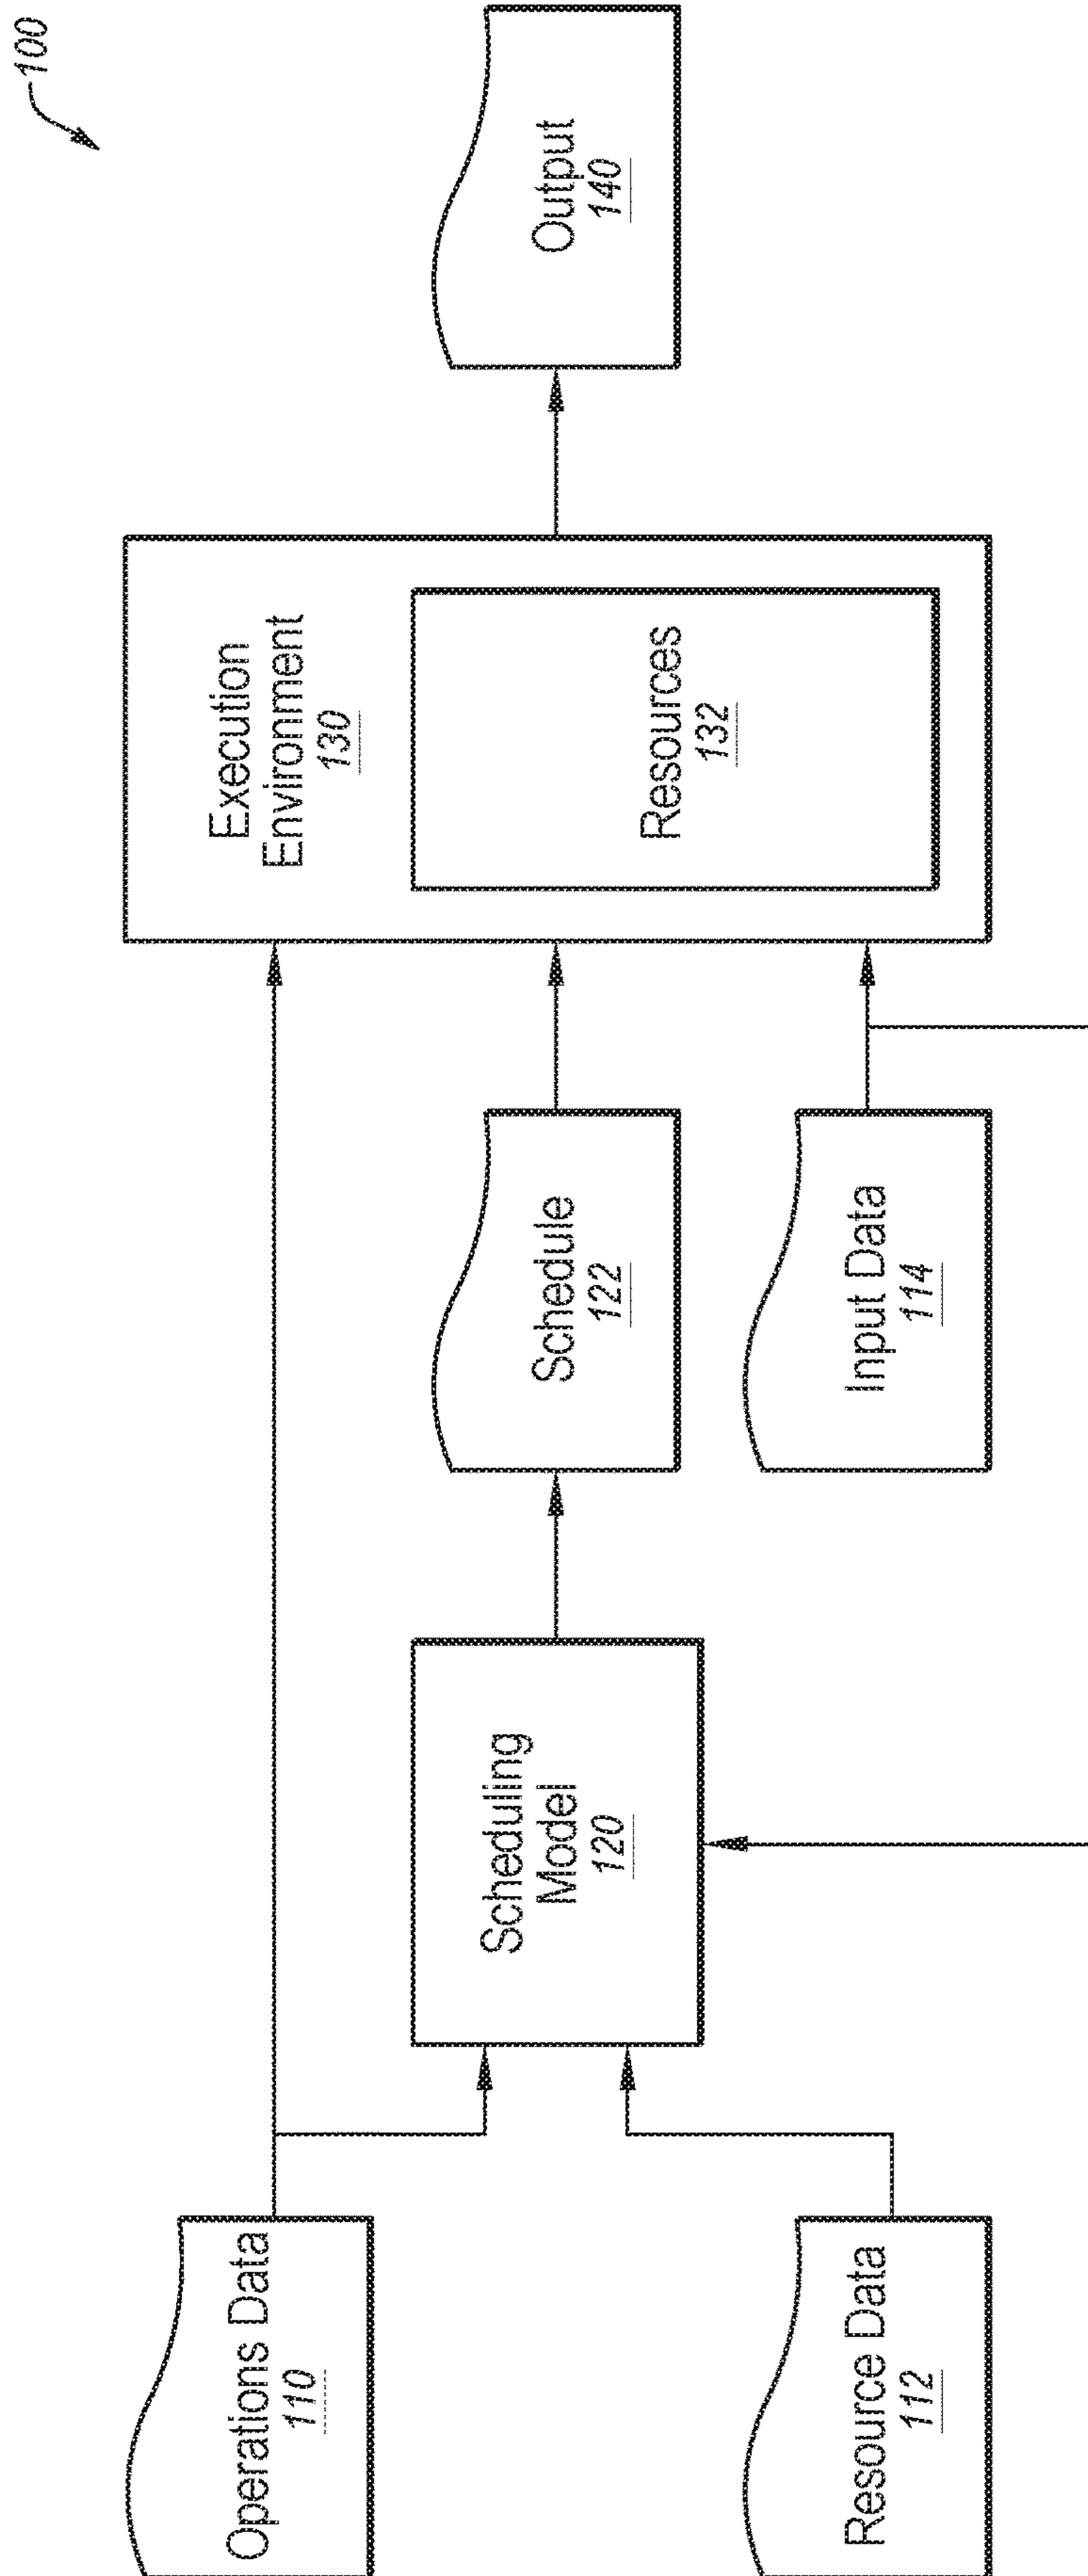 100
Operations Data
110
Resource Data
112
Scheduling
Model
120
Schedule
122
Input Data
114
Execution
Environment
130
Resources
132
Output
140